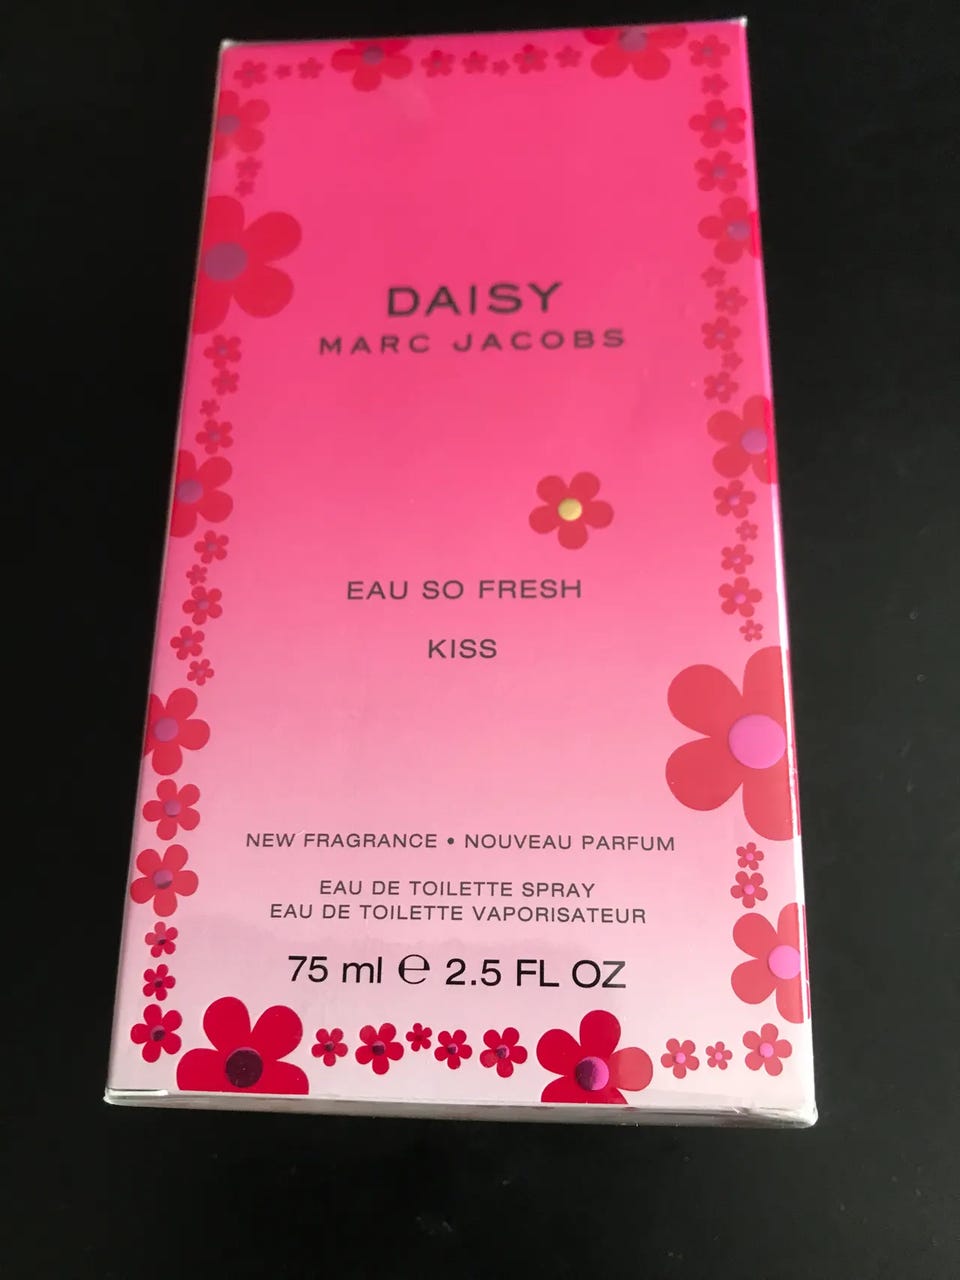 DAISY
MARC JACOBS
EAU SO FRESH
KISS
NEW FRAGRANCE • NOUVEAU PARFUM
EAU DE TOILETTE SPRAY
EAU DE TOILETTE VAPORISATEUR
75 ml ℮ 2.5 FL OZ